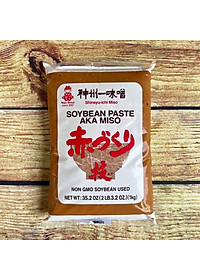 神州一味噌
Shinsyu-ichi Miso
SOYBEAN PASTE
AKA MISO
赤づくり
NON GMO SOYBEAN USED
NET WT: 35.2 OZ (2 LB.3.2 OZ.)(1kg)